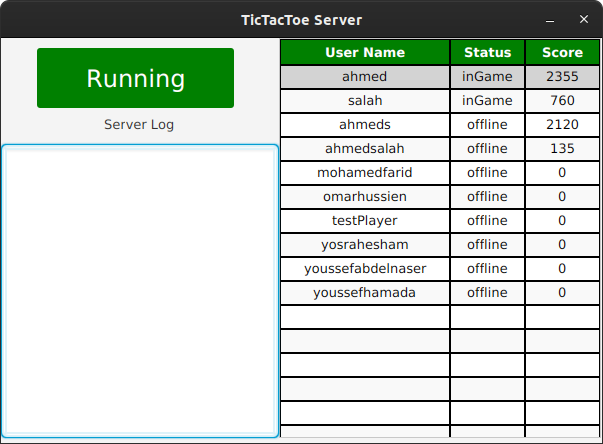 TicTacToe Server
Running
Server Log
User Name Status Score
ahmed inGame 2355
salah inGame 760
ahmeds offline 2120
ahmedsalah offline 135
mohamedfarid offline 0
omarhussien offline 0
testPlayer offline 0
yosrahesham offline 0
youssefabdelnaser offline 0
youssefhamada offline 0